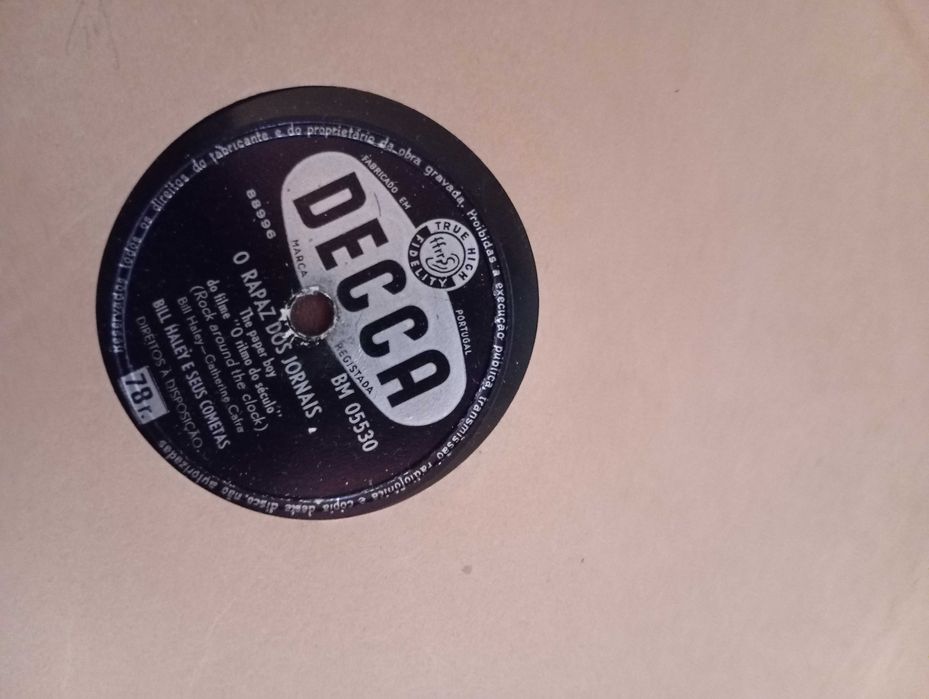 Reservados todos os direitos do fabricante e do proprietário da obra gravada. Proibidas a execução pública, transmissão radiofónica e cópia deste disco, não autorizadas
FABRICADO EM
PORTUGAL
TRUE HIGH
ffrr
FIDELITY
DECCA
MARCA
REGISTADA
88996
BM 05530
O RAPAZ DOS JORNAIS
The paper boy
do filme "O ritmo do século"
(Rock around the clock)
Bill Haley—Catherine Cafra
BILL HALEY E SEUS COMETAS
DIREITOS À DISPOSIÇÃO
78 r.